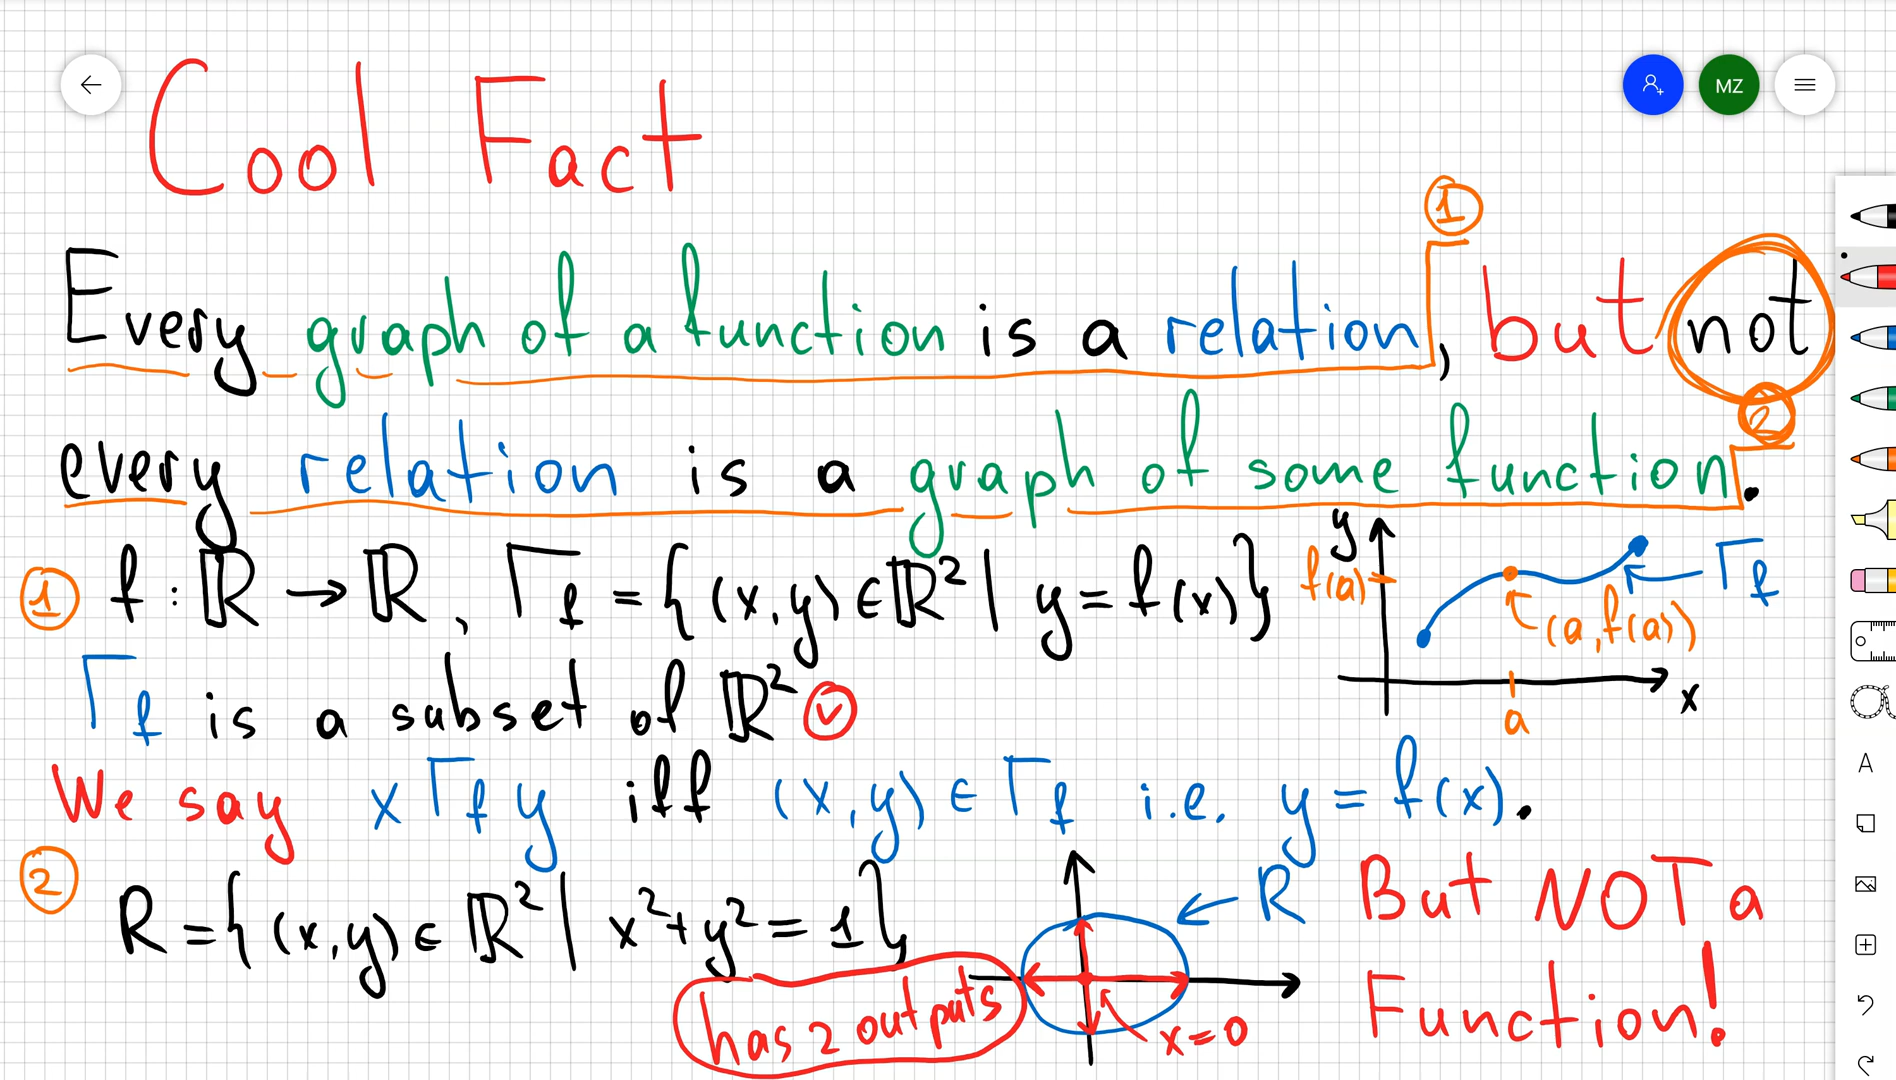 Cool Fact
MZ
1
Every graph of a function is a relation, but not
2
every relation is a graph of some function.
1 f : ℝ → ℝ, Γf = {(x,y) ∈ ℝ² | y = f(x)}
y
f(a)
Γf
(a, f(a))
x
a
Γf is a subset of ℝ²
We say x Γf y iff (x,y) ∈ Γf i.e. y = f(x).
2 R = {(x,y) ∈ ℝ² | x² + y² = 1}
R
has 2 outputs
x=0
But NOT a
Function!
A